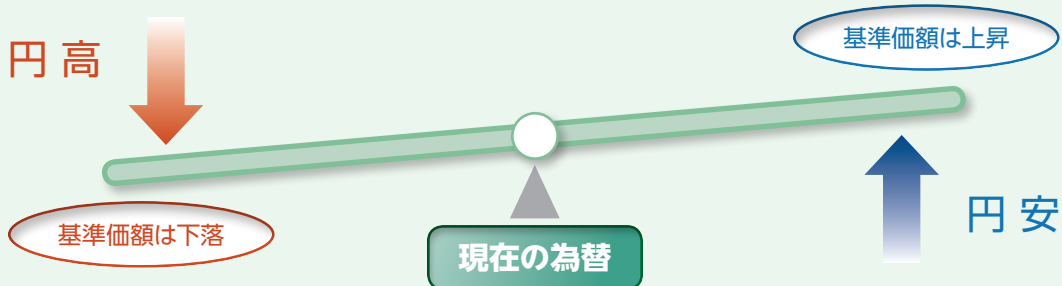 円高
基準価額は上昇
基準価額は下落
円安
現在の為替